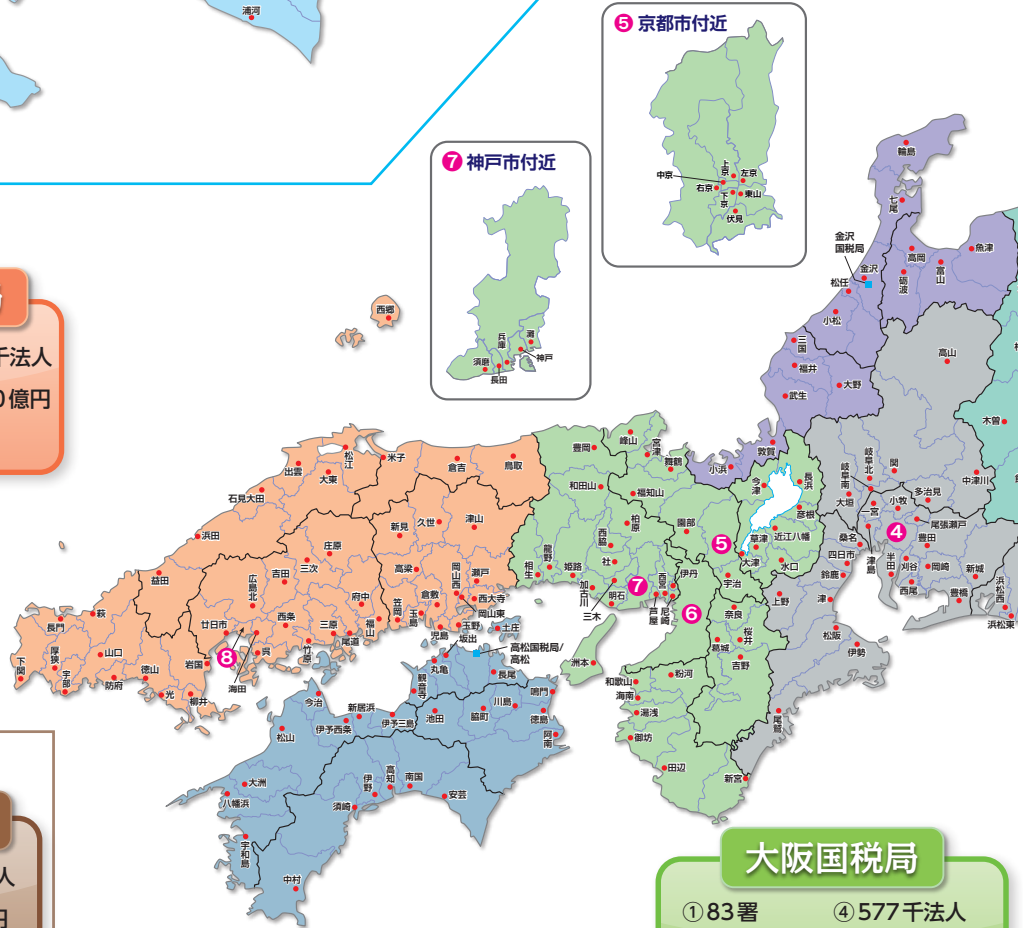 浦河
❺ 京都市付近
上京
左京
中京
右京
下京
東山
伏見
❼ 神戸市付近
兵庫
灘
神戸
須磨
長田
千法人
億円
人
円
輪島
七尾
金沢
国税局
金沢
松任
高岡
砺波
富山
魚津
小松
三国
福井
大野
武生
敦賀
小浜
高山
木曽
岐阜北
岐阜南
関
大垣
一宮
小牧
多治見
中津川
❹
尾張瀬戸
津島
豊田
半田
刈谷
岡崎
西尾
新城
豊橋
浜松西
浜松東
桑名
四日市
鈴鹿
津
上野
松阪
伊勢
尾鷲
西郷
松江
米子
倉吉
鳥取
出雲
大東
石見大田
浜田
益田
新見
久世
津山
庄原
三次
高梁
吉田
広島北
府中
笠岡
倉敷
玉島
岡山西
瀬戸
西大寺
岡山東
児島
玉野
廿日市
❽
西条
三原
福山
尾道
竹原
呉
海田
萩
長門
山口
厚狭
下関
宇部
防府
徳山
光
柳井
岩国
豊岡
峰山
宮津
舞鶴
和田山
福知山
柏原
園部
西脇
社
龍野
相生
姫路
加古川
明石
三木
❼
西宮
芦屋
尼崎
伊丹
❻
❺
今津
長浜
彦根
近江八幡
草津
大津
水口
宇治
奈良
桜井
葛城
吉野
洲本
和歌山
粉河
海南
湯浅
御坊
田辺
新宮
土庄
坂出
高松国税局/
高松
丸亀
観音寺
長尾
鳴門
川島
脇町
池田
徳島
阿南
今治
新居浜
伊予西条
伊予三島
松山
大洲
八幡浜
宇和島
伊野
高知
南国
安芸
須崎
中村
大阪国税局
①83署
④577千法人